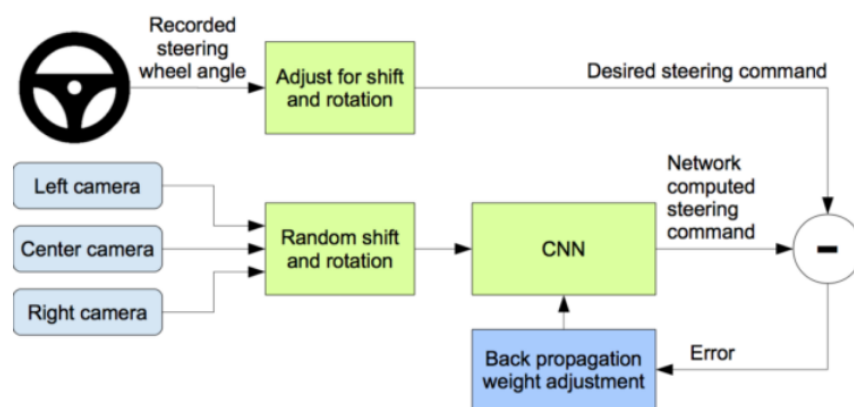 Recorded
steering
wheel angle
Adjust for shift
and rotation
Desired steering command
Left camera
Center camera
Right camera
Random shift
and rotation
CNN
Network
computed
steering
command
-
Back propagation
weight adjustment
Error